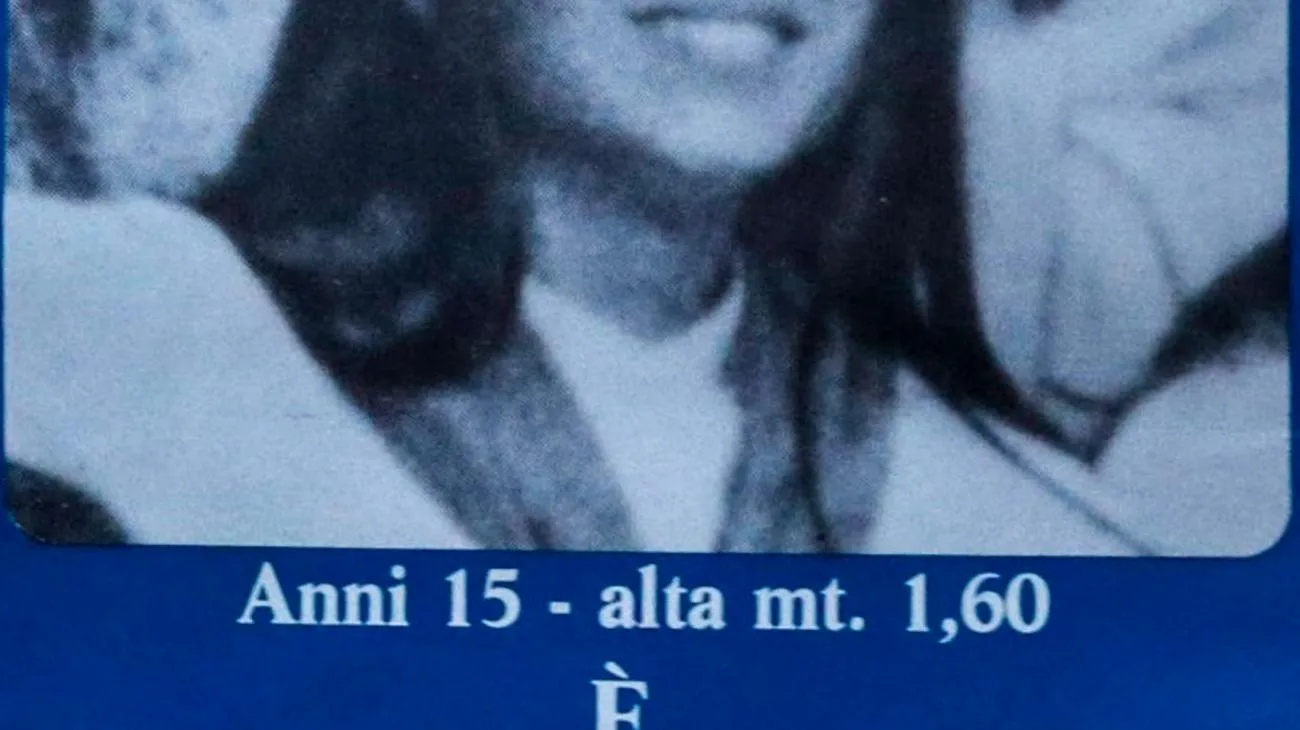 Anni 15 - alta mt. 1,60
È